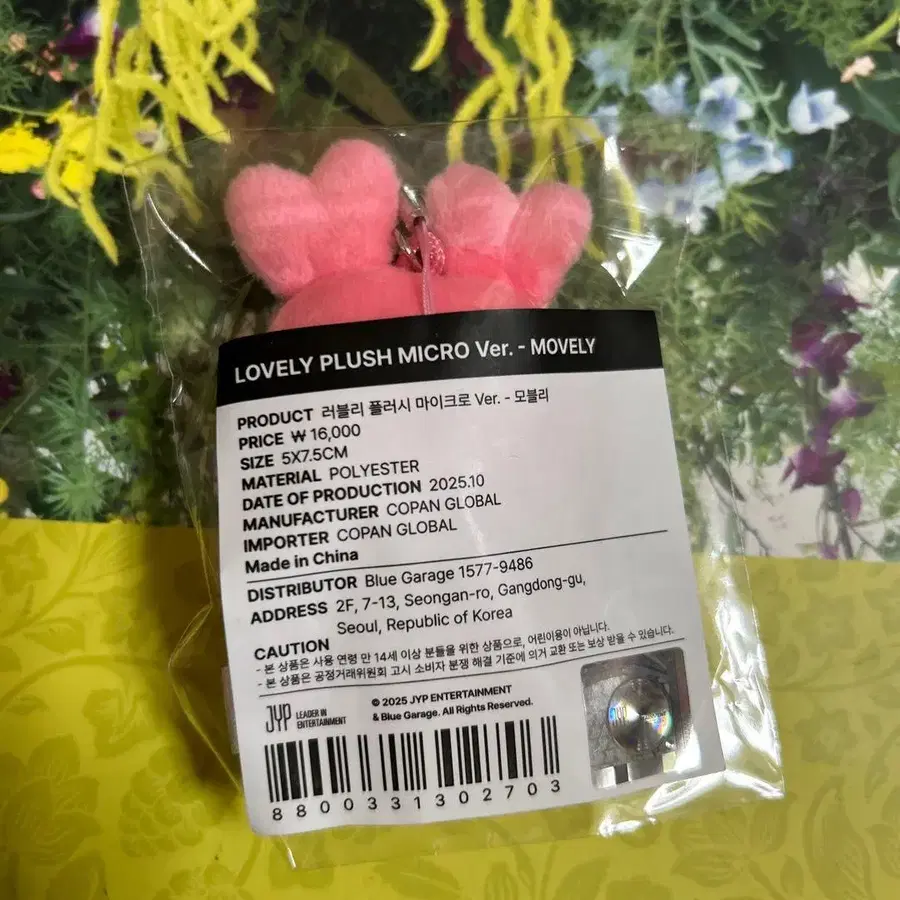 LOVELY PLUSH MICRO Ver. - MOVELY
PRODUCT 러블리 플러시 마이크로 Ver. - 모블리
PRICE ₩ 16,000
SIZE 5X7.5CM
MATERIAL POLYESTER
DATE OF PRODUCTION 2025.10
MANUFACTURER COPAN GLOBAL
IMPORTER COPAN GLOBAL
Made in China
DISTRIBUTOR Blue Garage 1577-9486
ADDRESS 2F, 7-13, Seongan-ro, Gangdong-gu,
Seoul, Republic of Korea
CAUTION
- 본 상품은 사용 연령 만 14세 이상 분들을 위한 상품으로, 어린이용이 아닙니다.
- 본 상품은 공정거래위원회 고시 소비자 분쟁 해결 기준에 의거 교환 또는 보상 받을 수 있습니다.
JYP LEADER IN
ENTERTAINMENT
© 2025 JYP ENTERTAINMENT
& Blue Garage. All Rights Reserved.
8800331302703